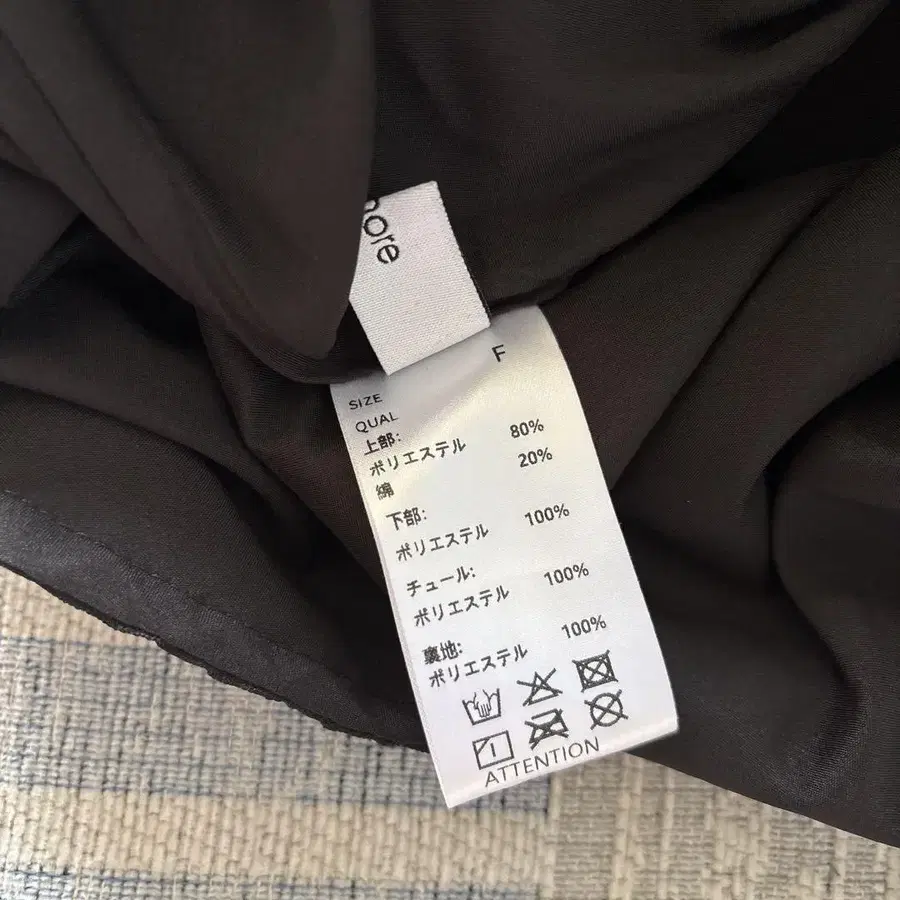 ore
SIZE F
QUAL
上部:
ポリエステル 80%
綿 20%
下部:
ポリエステル 100%
チュール:
ポリエステル 100%
裏地:
ポリエステル 100%
ATTENTION